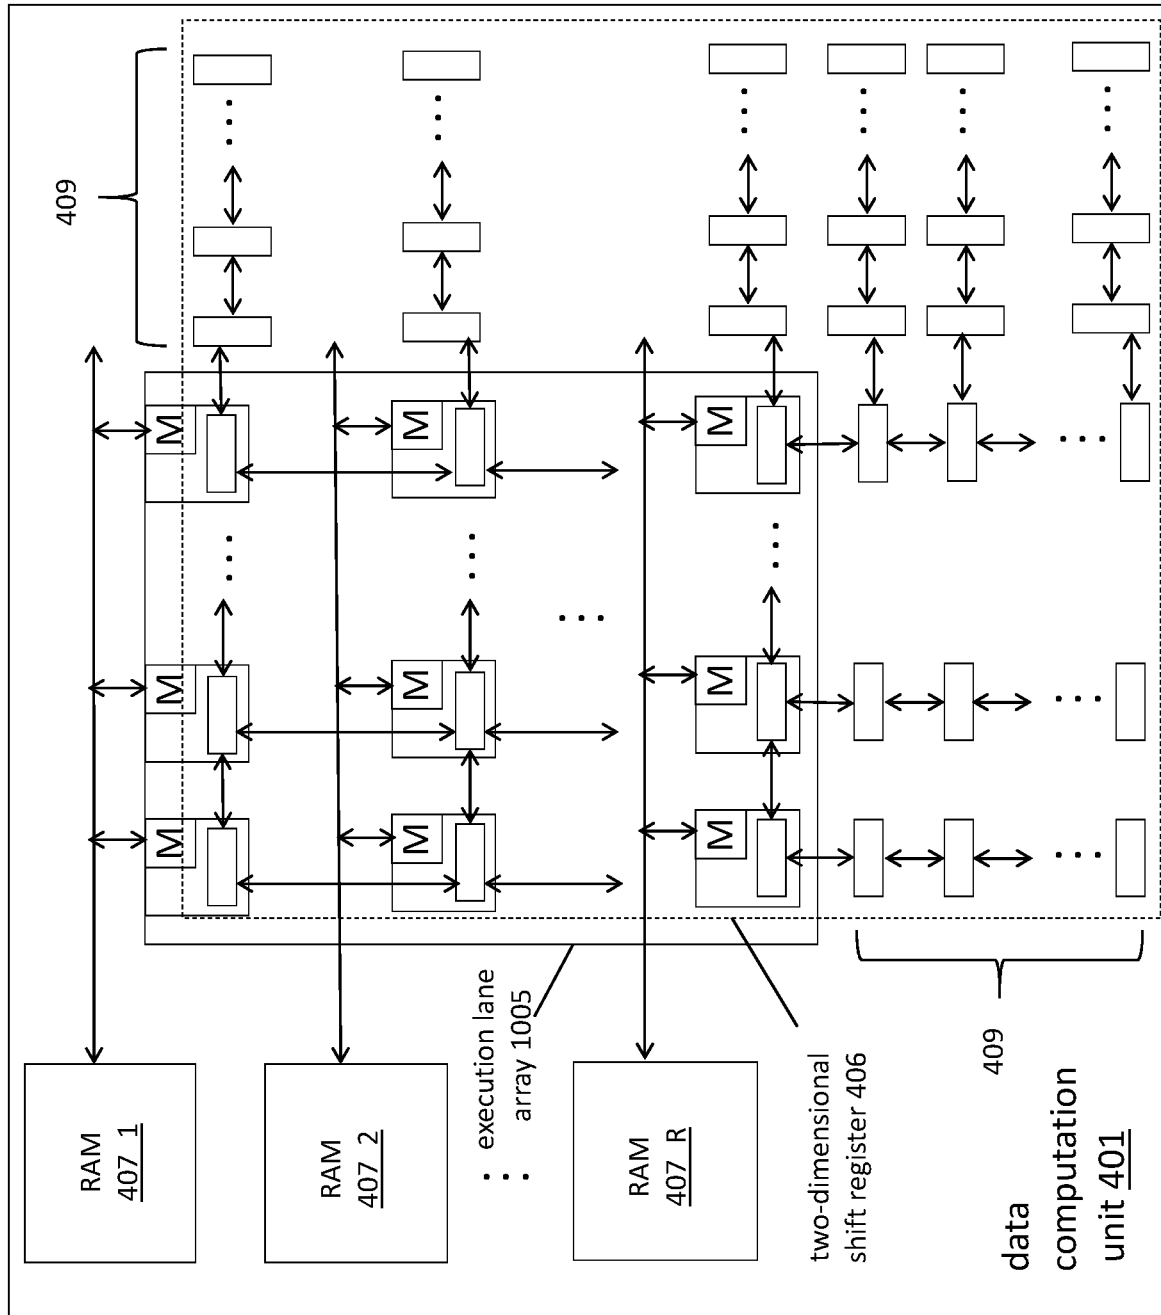 RAM
407_1
RAM
407_2
RAM
407_R
execution lane
array 1005
two-dimensional
shift register 406
data
computation
unit 401
409
409
M
M
M
M
M
M
M
M
M